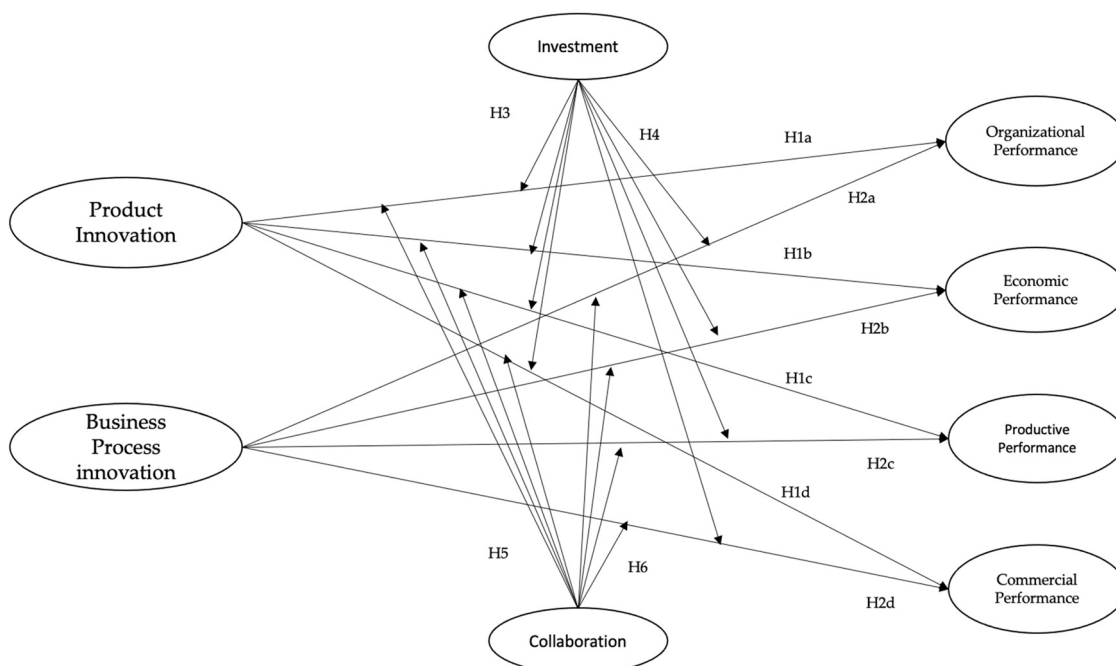 Investment
H3
H4
H1a
Organizational
Performance
Product
Innovation
H2a
H1b
Economic
Performance
H2b
H1c
Business
Process
innovation
Productive
Performance
H2c
H1d
H5
H6
Commercial
Performance
H2d
Collaboration